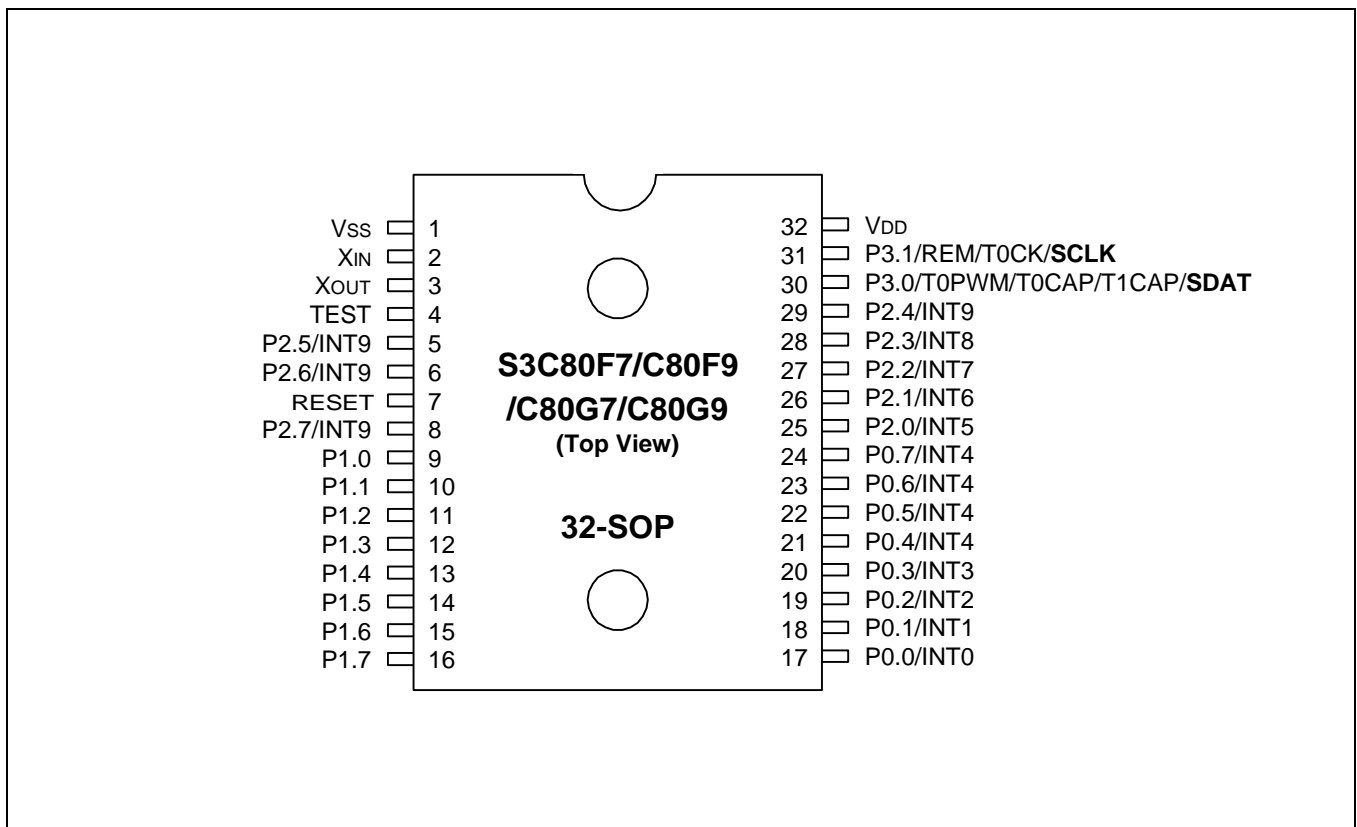 VSS 1
XIN 2
XOUT 3
TEST 4
P2.5/INT9 5
P2.6/INT9 6
RESET 7
P2.7/INT9 8
P1.0 9
P1.1 10
P1.2 11
P1.3 12
P1.4 13
P1.5 14
P1.6 15
P1.7 16
S3C80F7/C80F9
/C80G7/C80G9
(Top View)
32-SOP
32 VDD
31 P3.1/REM/T0CK/SCLK
30 P3.0/T0PWM/T0CAP/T1CAP/SDAT
29 P2.4/INT9
28 P2.3/INT8
27 P2.2/INT7
26 P2.1/INT6
25 P2.0/INT5
24 P0.7/INT4
23 P0.6/INT4
22 P0.5/INT4
21 P0.4/INT4
20 P0.3/INT3
19 P0.2/INT2
18 P0.1/INT1
17 P0.0/INT0